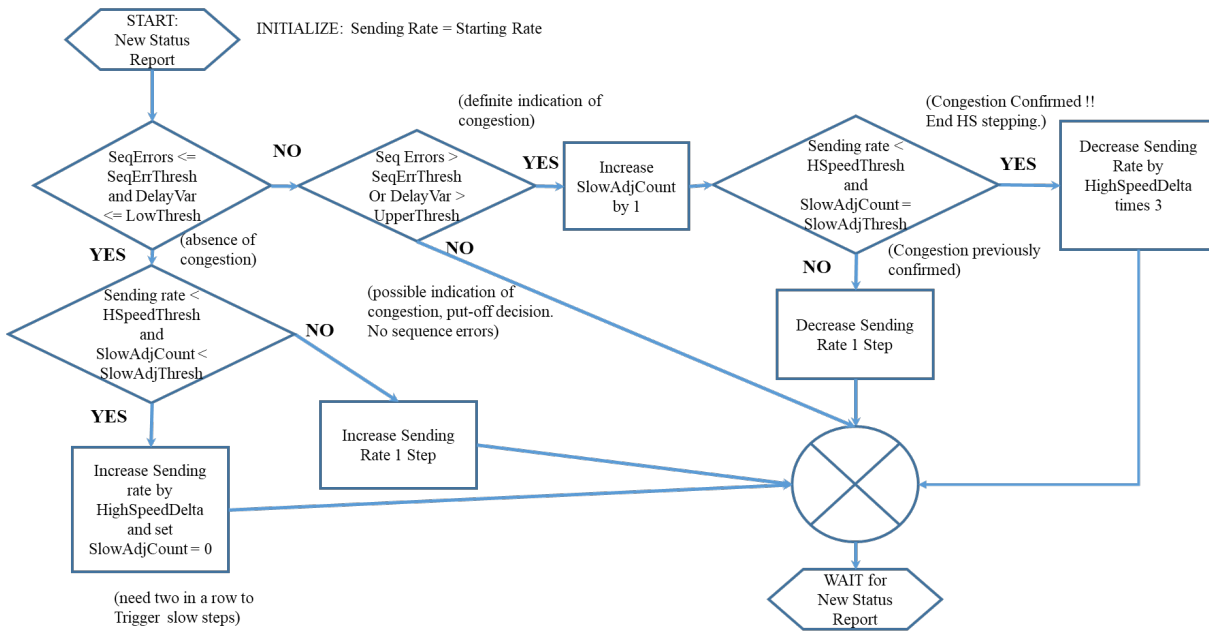 START:
New Status
Report
INITIALIZE: Sending Rate = Starting Rate
SeqErrors <=
SeqErrThresh
and DelayVar
<= LowThresh
NO
Seq Errors >
SeqErrThresh
Or DelayVar >
UpperThresh
(definite indication of
congestion)
YES
Increase
SlowAdjCount
by 1
Sending rate <
HSpeedThresh
and
SlowAdjCount =
SlowAdjThresh
(Congestion Confirmed !!
End HS stepping.)
YES
Decrease Sending
Rate by
HighSpeedDelta
times 3
YES
(absence of
congestion)
NO
(possible indication of
congestion, put-off decision.
No sequence errors)
NO
(Congestion previously
confirmed)
Decrease Sending
Rate 1 Step
Sending rate <
HSpeedThresh
and
SlowAdjCount <
SlowAdjThresh
NO
Increase Sending
Rate 1 Step
YES
Increase Sending
rate by
HighSpeedDelta
and set
SlowAdjCount = 0
(need two in a row to
Trigger slow steps)
WAIT for
New Status
Report